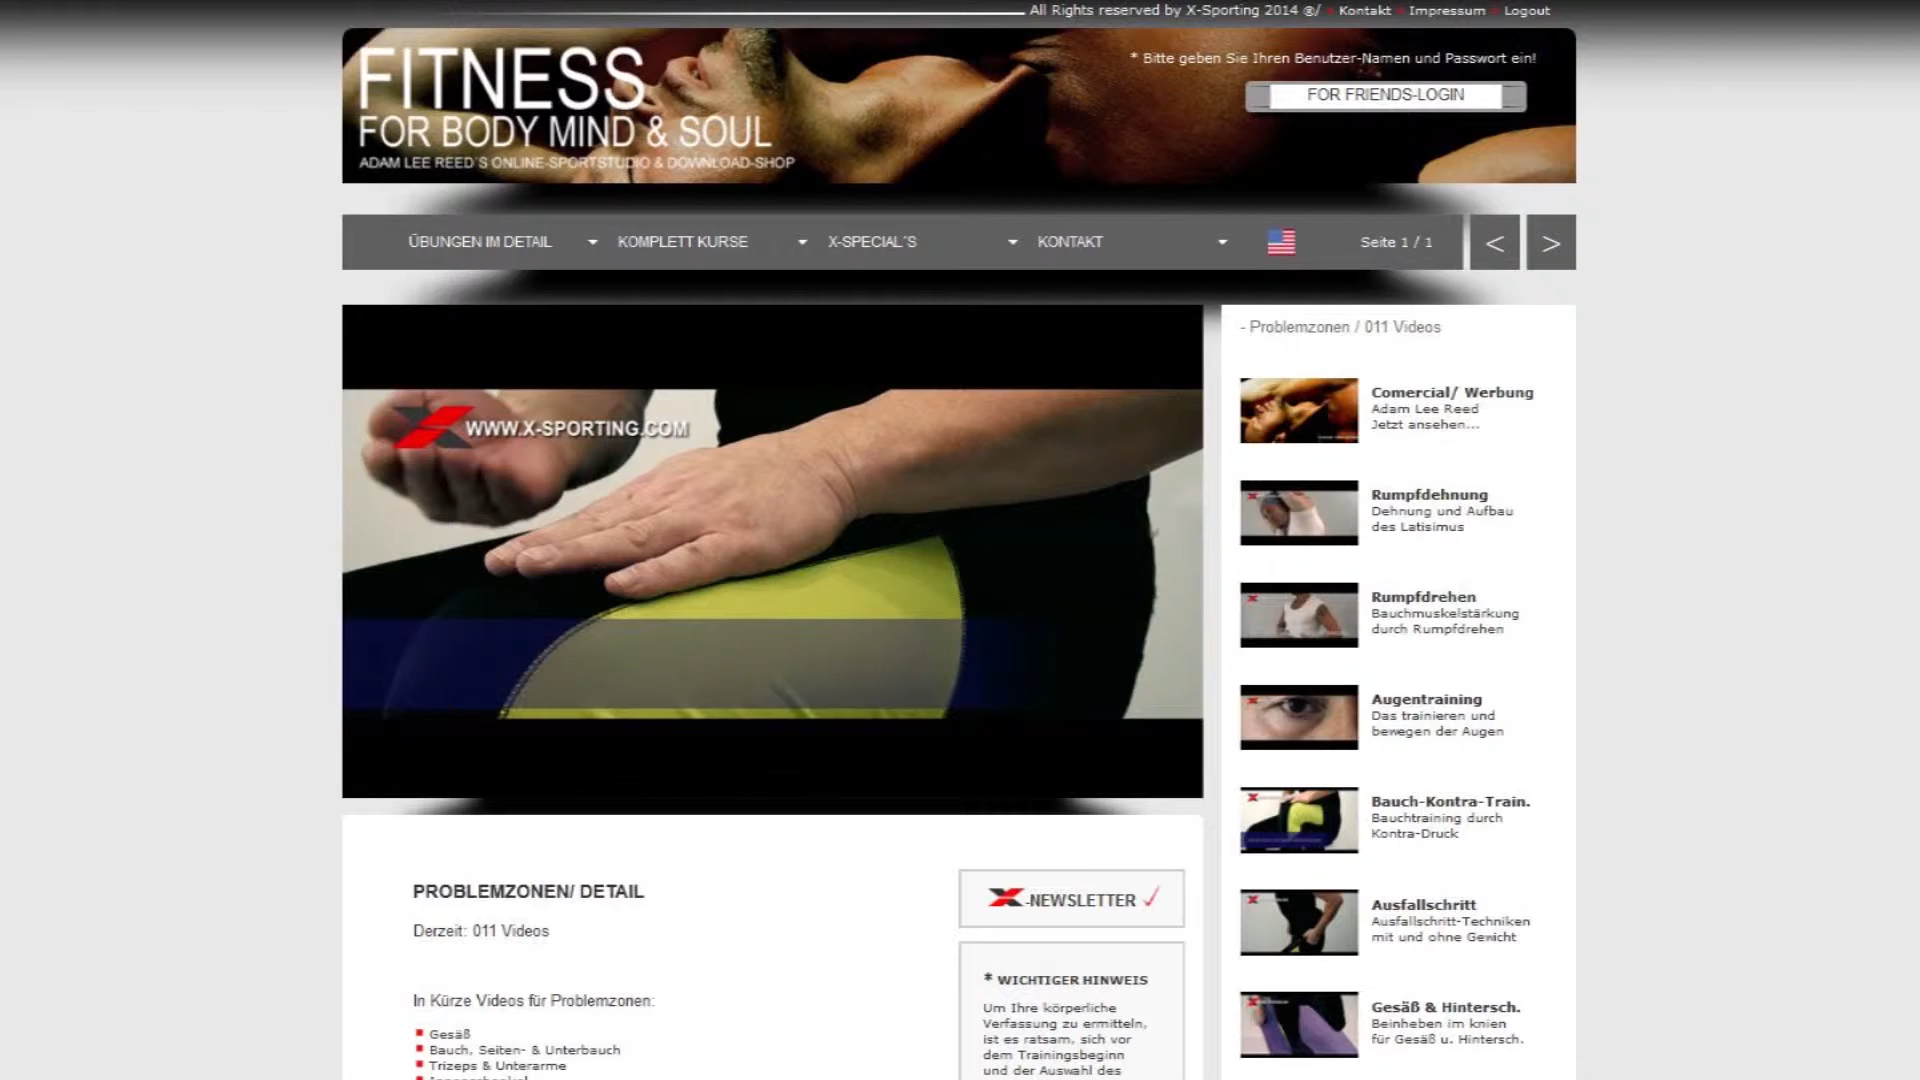 All Rights reserved by X-Sporting 2014 ®/ Kontakt Impressum Logout
FITNESS
FOR BODY MIND & SOUL
ADAM LEE REED´S ONLINE-SPORTSTUDIO & DOWNLOAD-SHOP
* Bitte geben Sie Ihren Benutzer-Namen und Passwort ein!
FOR FRIENDS-LOGIN
ÜBUNGEN IM DETAIL KOMPLETT KURSE X-SPECIAL´S KONTAKT Seite 1 / 1 < >
WWW.X-SPORTING.COM
PROBLEMZONEN/ DETAIL
Derzeit: 011 Videos
In Kürze Videos für Problemzonen:
Gesäß
Bauch, Seiten- & Unterbauch
Trizeps & Unterarme
X-NEWSLETTER
* WICHTIGER HINWEIS
Um Ihre körperliche
Verfassung zu ermitteln,
ist es ratsam, sich vor
dem Trainingsbeginn
und der Auswahl des
- Problemzonen / 011 Videos
Comercial/ Werbung
Adam Lee Reed
Jetzt ansehen...
Rumpfdehnung
Dehnung und Aufbau
des Latisimus
Rumpfdrehen
Bauchmuskelstärkung
durch Rumpfdrehen
Augentraining
Das trainieren und
bewegen der Augen
Bauch-Kontra-Train.
Bauchtraining durch
Kontra-Druck
Ausfallschritt
Ausfallschritt-Techniken
mit und ohne Gewicht
Gesäß & Hintersch.
Beinheben im knien
für Gesäß u. Hintersch.